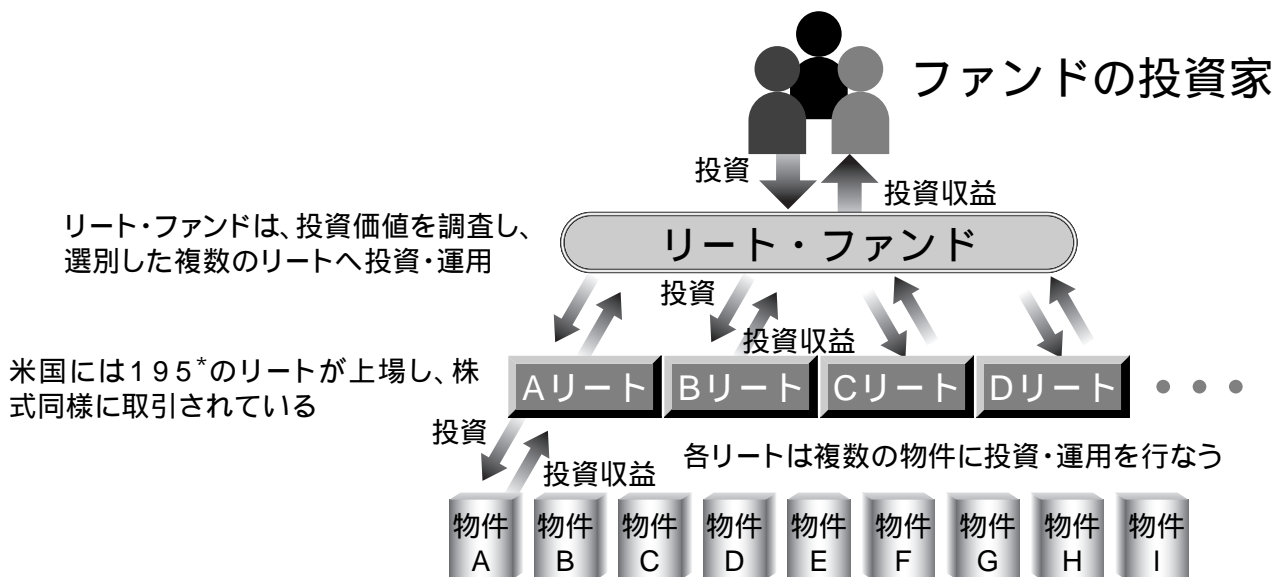 ファンドの投資家
投資
投資収益
リート・ファンドは、投資価値を調査し、
選別した複数のリートへ投資・運用
リート・ファンド
投資
投資収益
米国には195*のリートが上場し、株
式同様に取引されている
Aリート
Bリート
Cリート
Dリート
・・・
投資
投資収益
各リートは複数の物件に投資・運用を行なう
物件
A
物件
B
物件
C
物件
D
物件
E
物件
F
物件
G
物件
H
物件
I